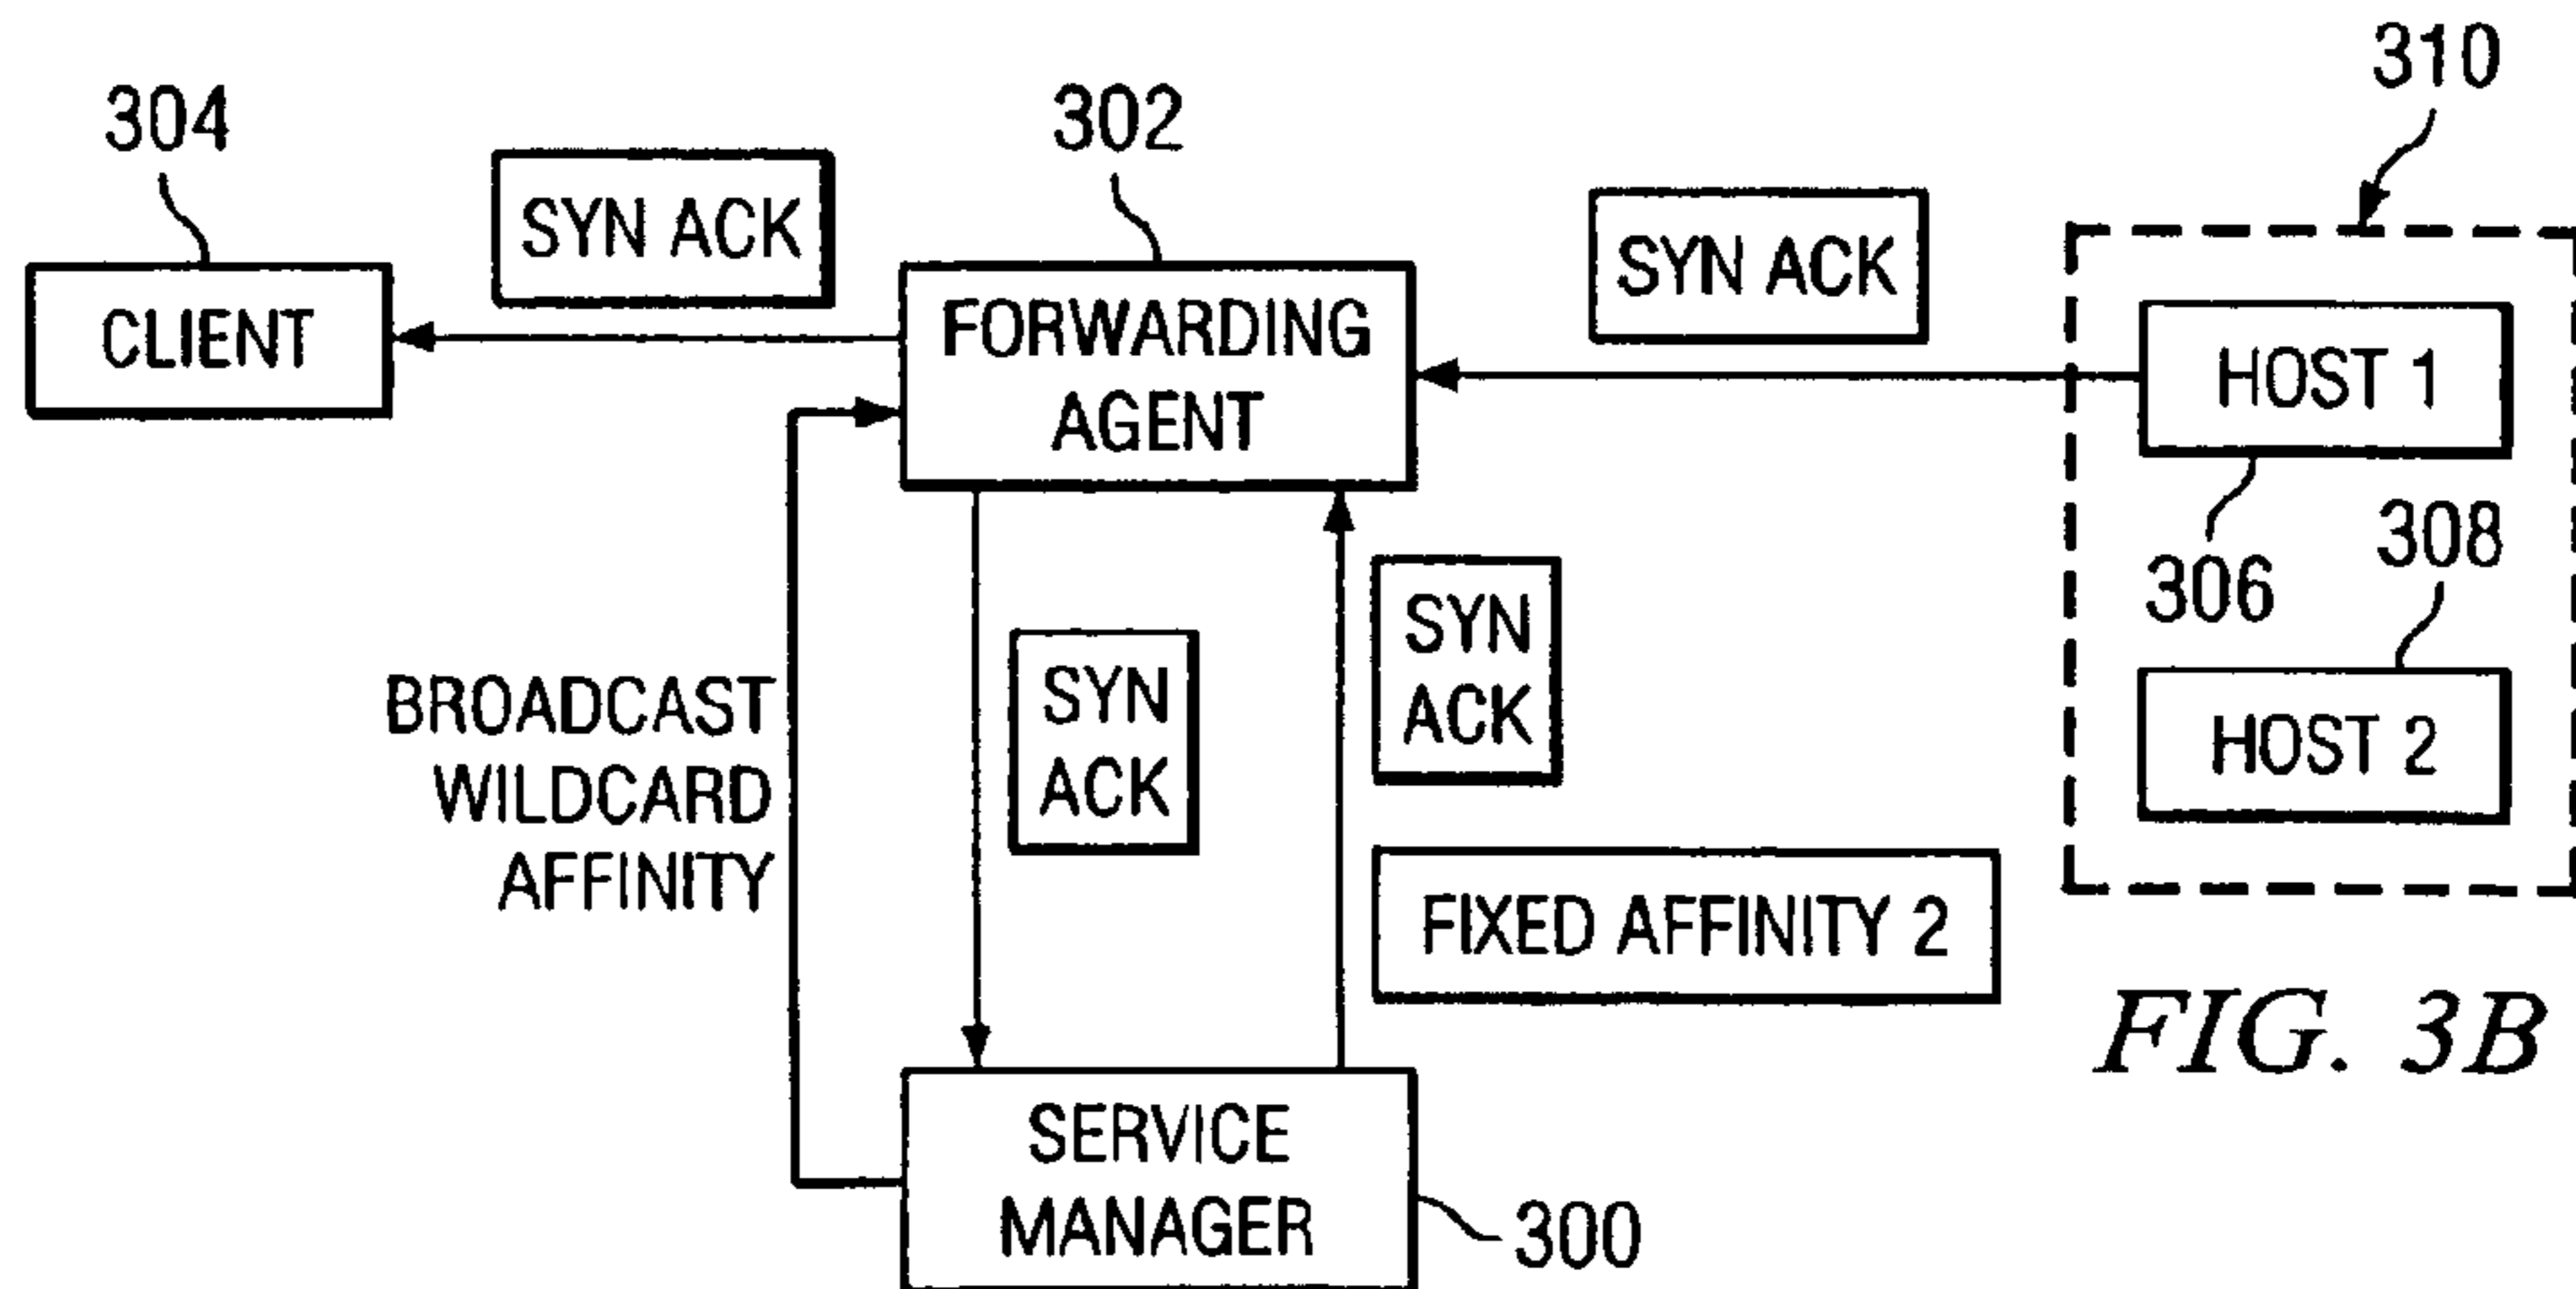 310
304
302
SYN ACK
SYN ACK
CLIENT
FORWARDING
AGENT
HOST 1
306
308
SYN
ACK
SYN
ACK
BROADCAST
WILDCARD
AFFINITY
HOST 2
FIXED AFFINITY 2
FIG. 3B
SERVICE
MANAGER
300